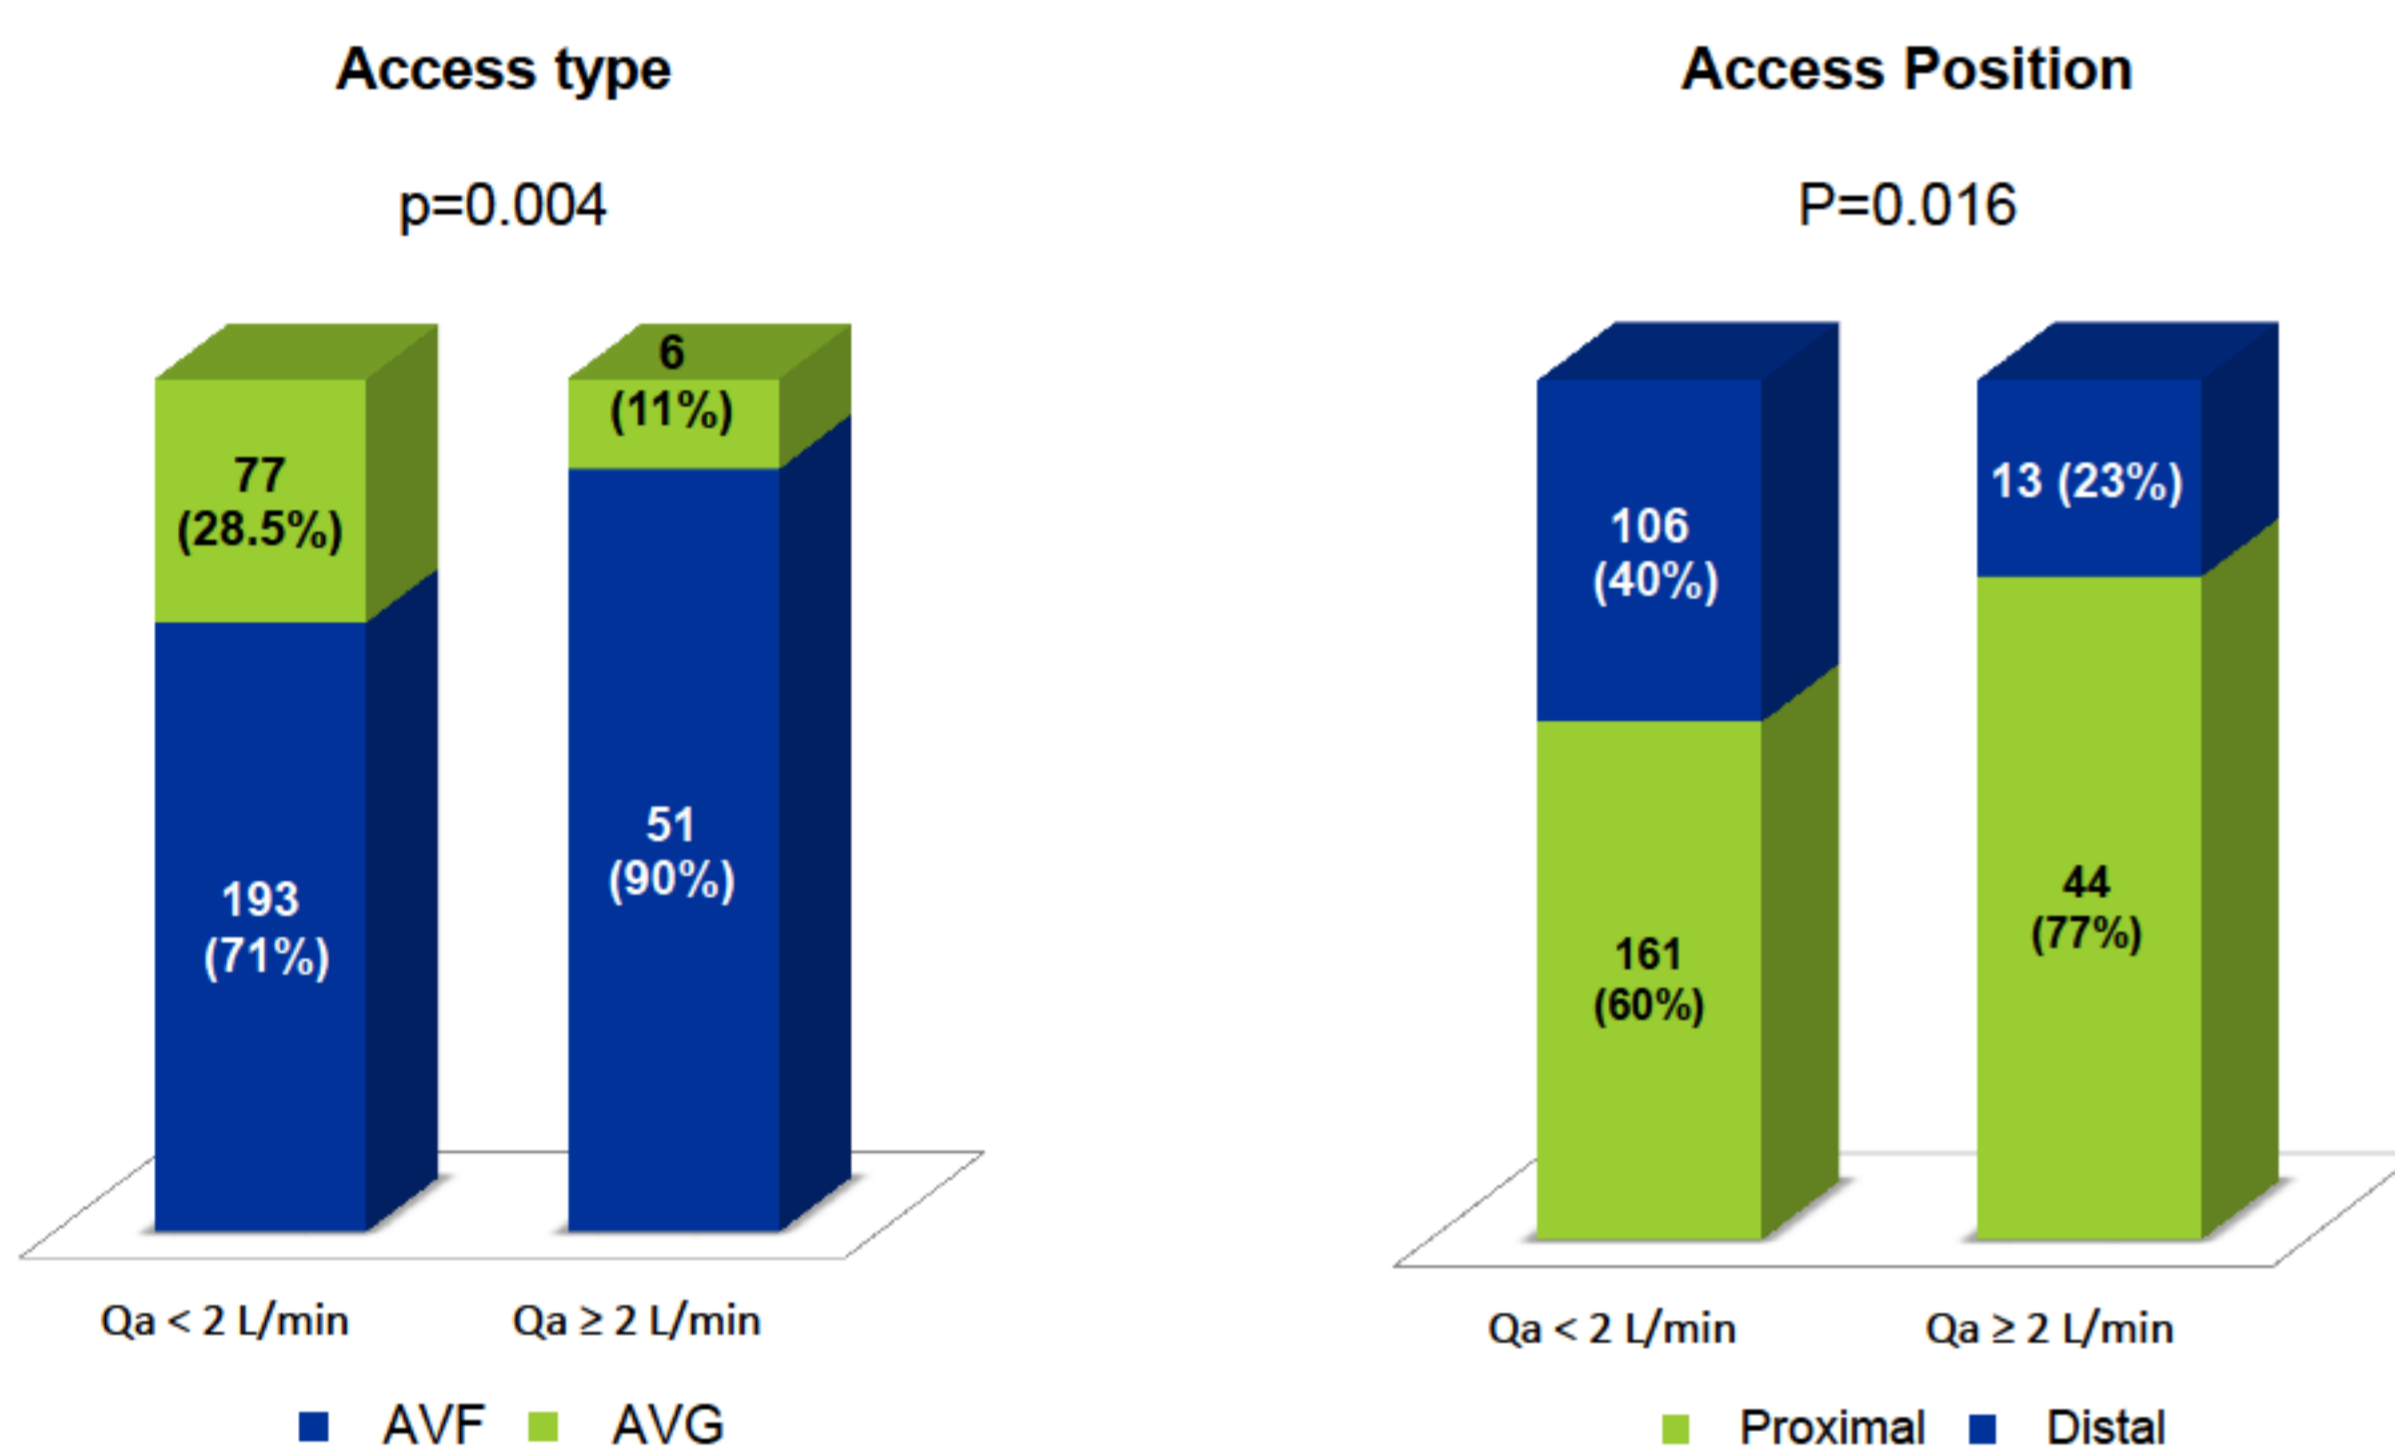 Access type
p=0.004
77
(28.5%)
193
(71%)
6
(11%)
51
(90%)
Qa < 2 L/min
Qa ≥ 2 L/min
AVF
AVG
Access Position
P=0.016
106
(40%)
161
(60%)
13 (23%)
44
(77%)
Qa < 2 L/min
Qa ≥ 2 L/min
Proximal
Distal